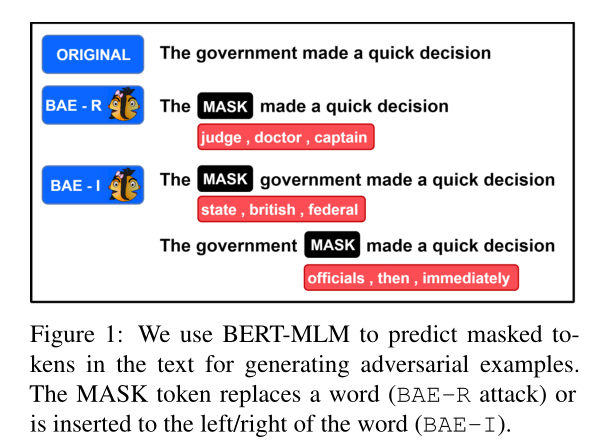 ORIGINAL The government made a quick decision
BAE - R The MASK made a quick decision
judge , doctor , captain
BAE - I The MASK government made a quick decision
state , british , federal
The government MASK made a quick decision
officials , then , immediately
Figure 1: We use BERT-MLM to predict masked to-
kens in the text for generating adversarial examples.
The MASK token replaces a word (BAE-R attack) or
is inserted to the left/right of the word (BAE-I).